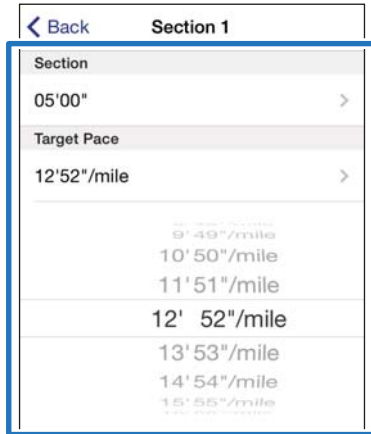 Back Section 1
Section
05'00"
Target Pace
12'52"/mile
9'49"/mile
10'50"/mile
11'51"/mile
12' 52"/mile
13'53"/mile
14'54"/mile
15'55"/mile